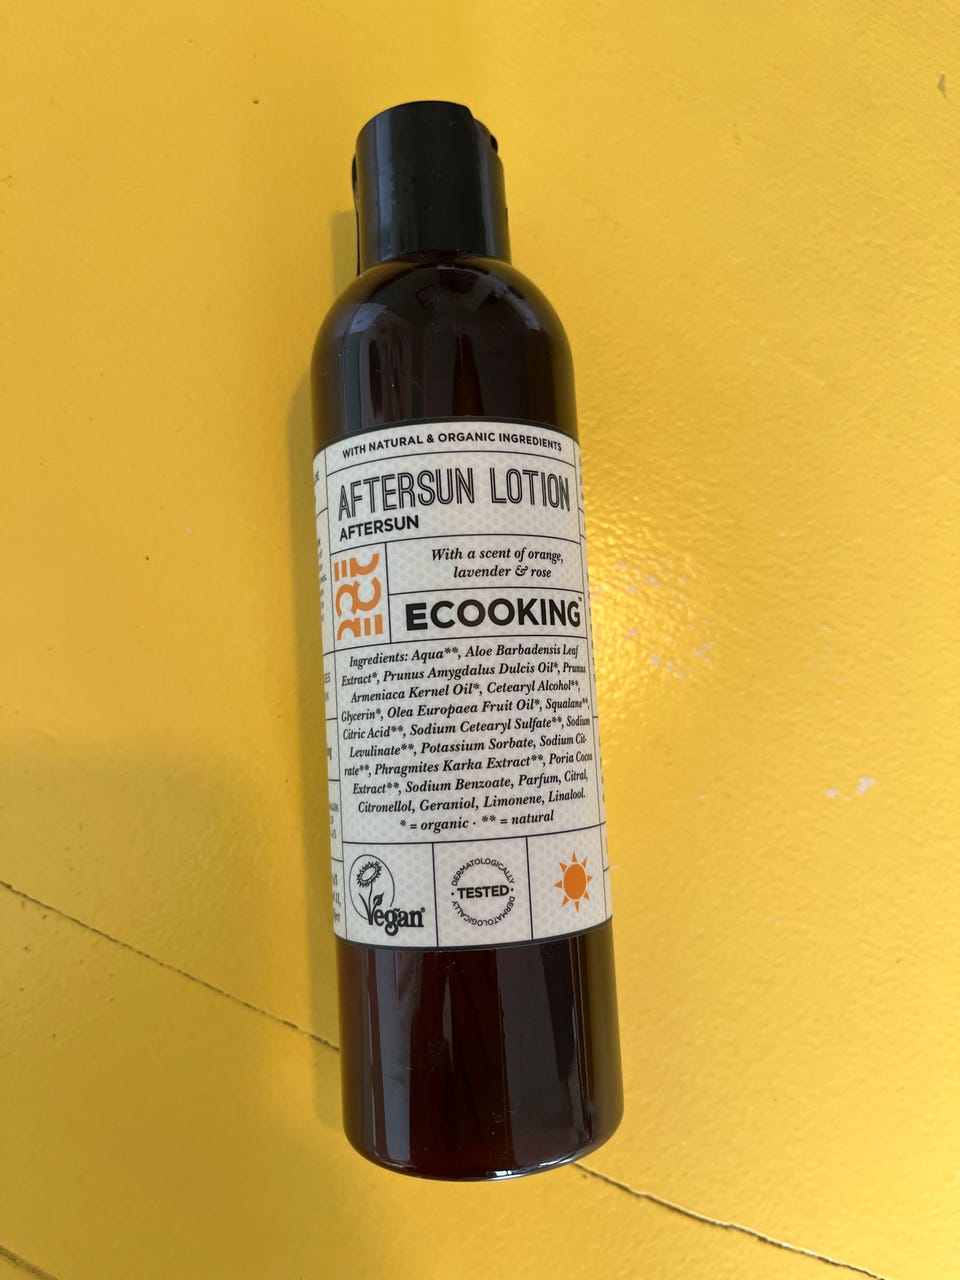 WITH NATURAL & ORGANIC INGREDIENTS
AFTERSUN LOTION
AFTERSUN
With a scent of orange,
lavender & rose
ECOOKING™
Ingredients: Aqua**, Aloe Barbadensis Leaf
Extract*, Prunus Amygdalus Dulcis Oil*, Prunus
Armeniaca Kernel Oil*, Cetearyl Alcohol**,
Glycerin*, Olea Europaea Fruit Oil*, Squalane**,
Citric Acid**, Sodium Cetearyl Sulfate**, Sodium
Levulinate**, Potassium Sorbate, Sodium Cit-
rate**, Phragmites Karka Extract**, Poria Cocos
Extract**, Sodium Benzoate, Parfum, Citral,
Citronellol, Geraniol, Limonene, Linalool.
* = organic · ** = natural
Vegan®
DERMATOLOGICALLY
· TESTED ·
DERMATOLOGICALLY